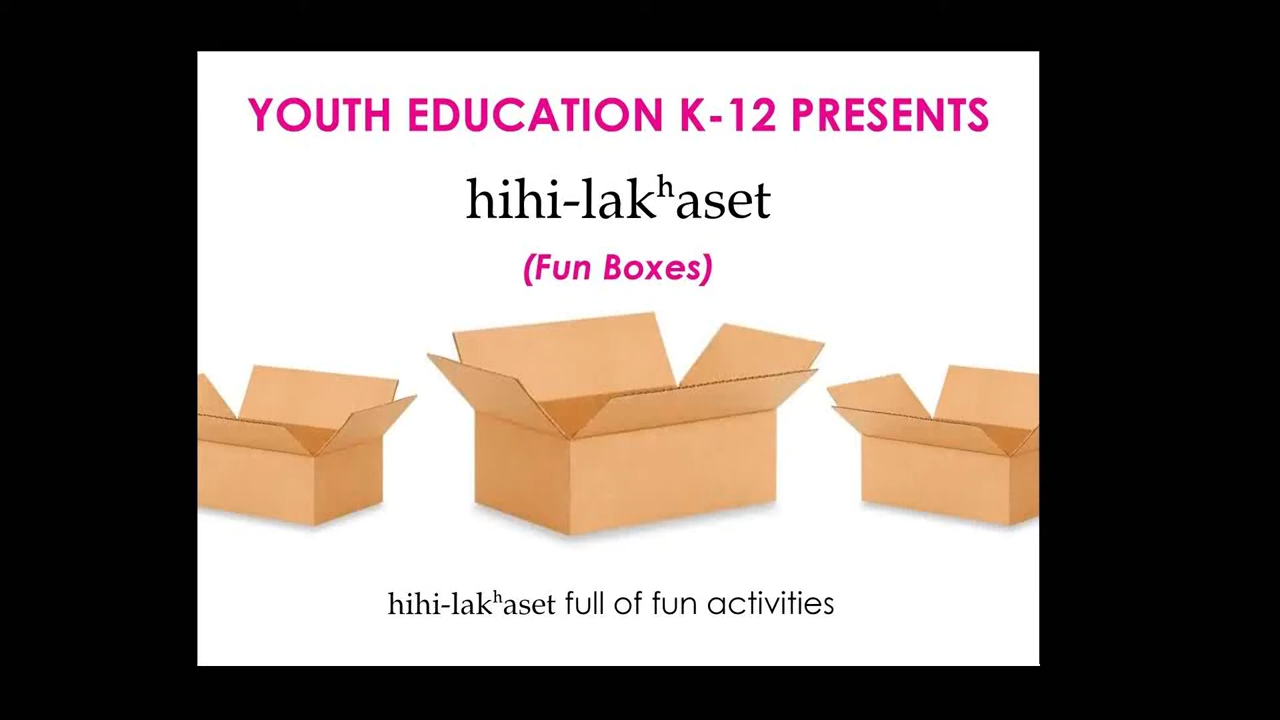 YOUTH EDUCATION K-12 PRESENTS
hihi-lakʰaset
(Fun Boxes)
hihi-lakʰaset full of fun activities